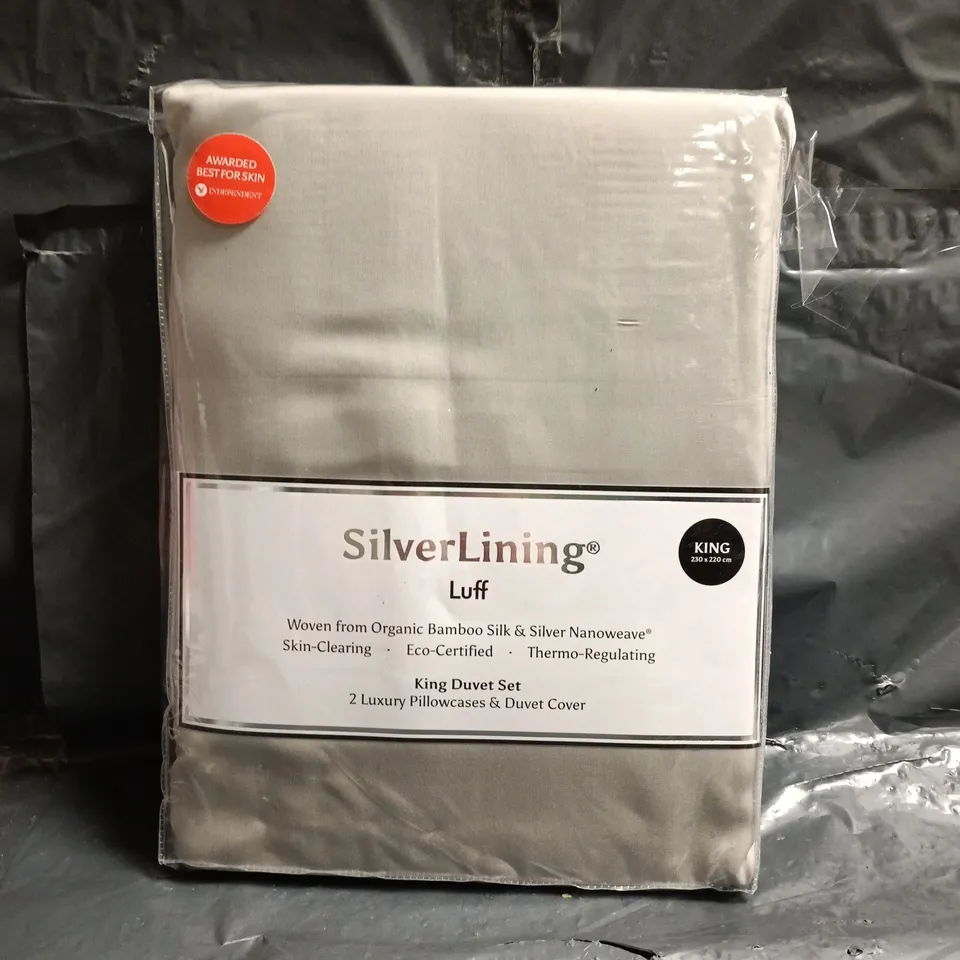 AWARDED
BEST FOR SKIN
INDEPENDENT
SilverLining®
Luff
KING
230 x 220 cm
Woven from Organic Bamboo Silk & Silver Nanoweave®
Skin-Clearing · Eco-Certified · Thermo-Regulating
King Duvet Set
2 Luxury Pillowcases & Duvet Cover